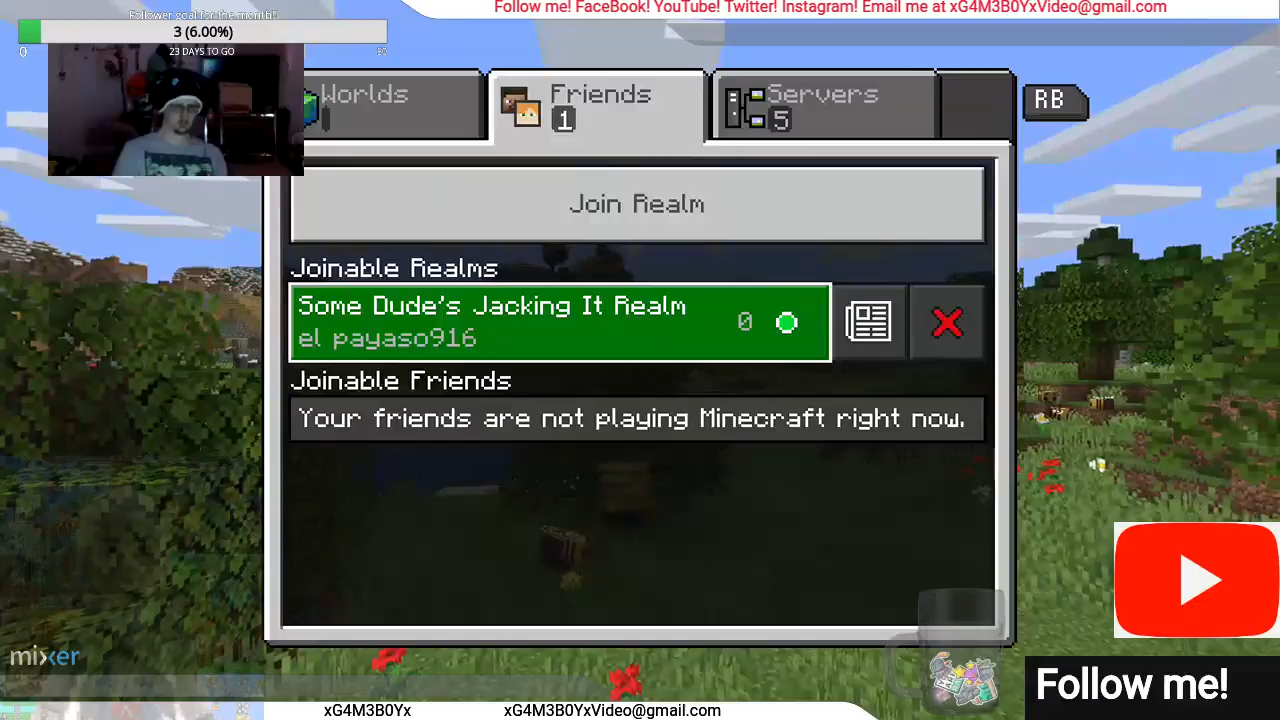 Follow me! FaceBook! YouTube! Twitter! Instagram! Email me at xG4M3B0YxVideo@gmail.com
Follower goal for the month!!
3 (6.00%)
0
50
23 DAYS TO GO
Worlds
Friends
1
Servers
5
RB
Join Realm
Joinable Realms
Some Dude's Jacking It Realm
0
el payaso916
Joinable Friends
Your friends are not playing Minecraft right now.
mixer
Follow me!
xG4M3B0Yx
xG4M3B0YxVideo@gmail.com